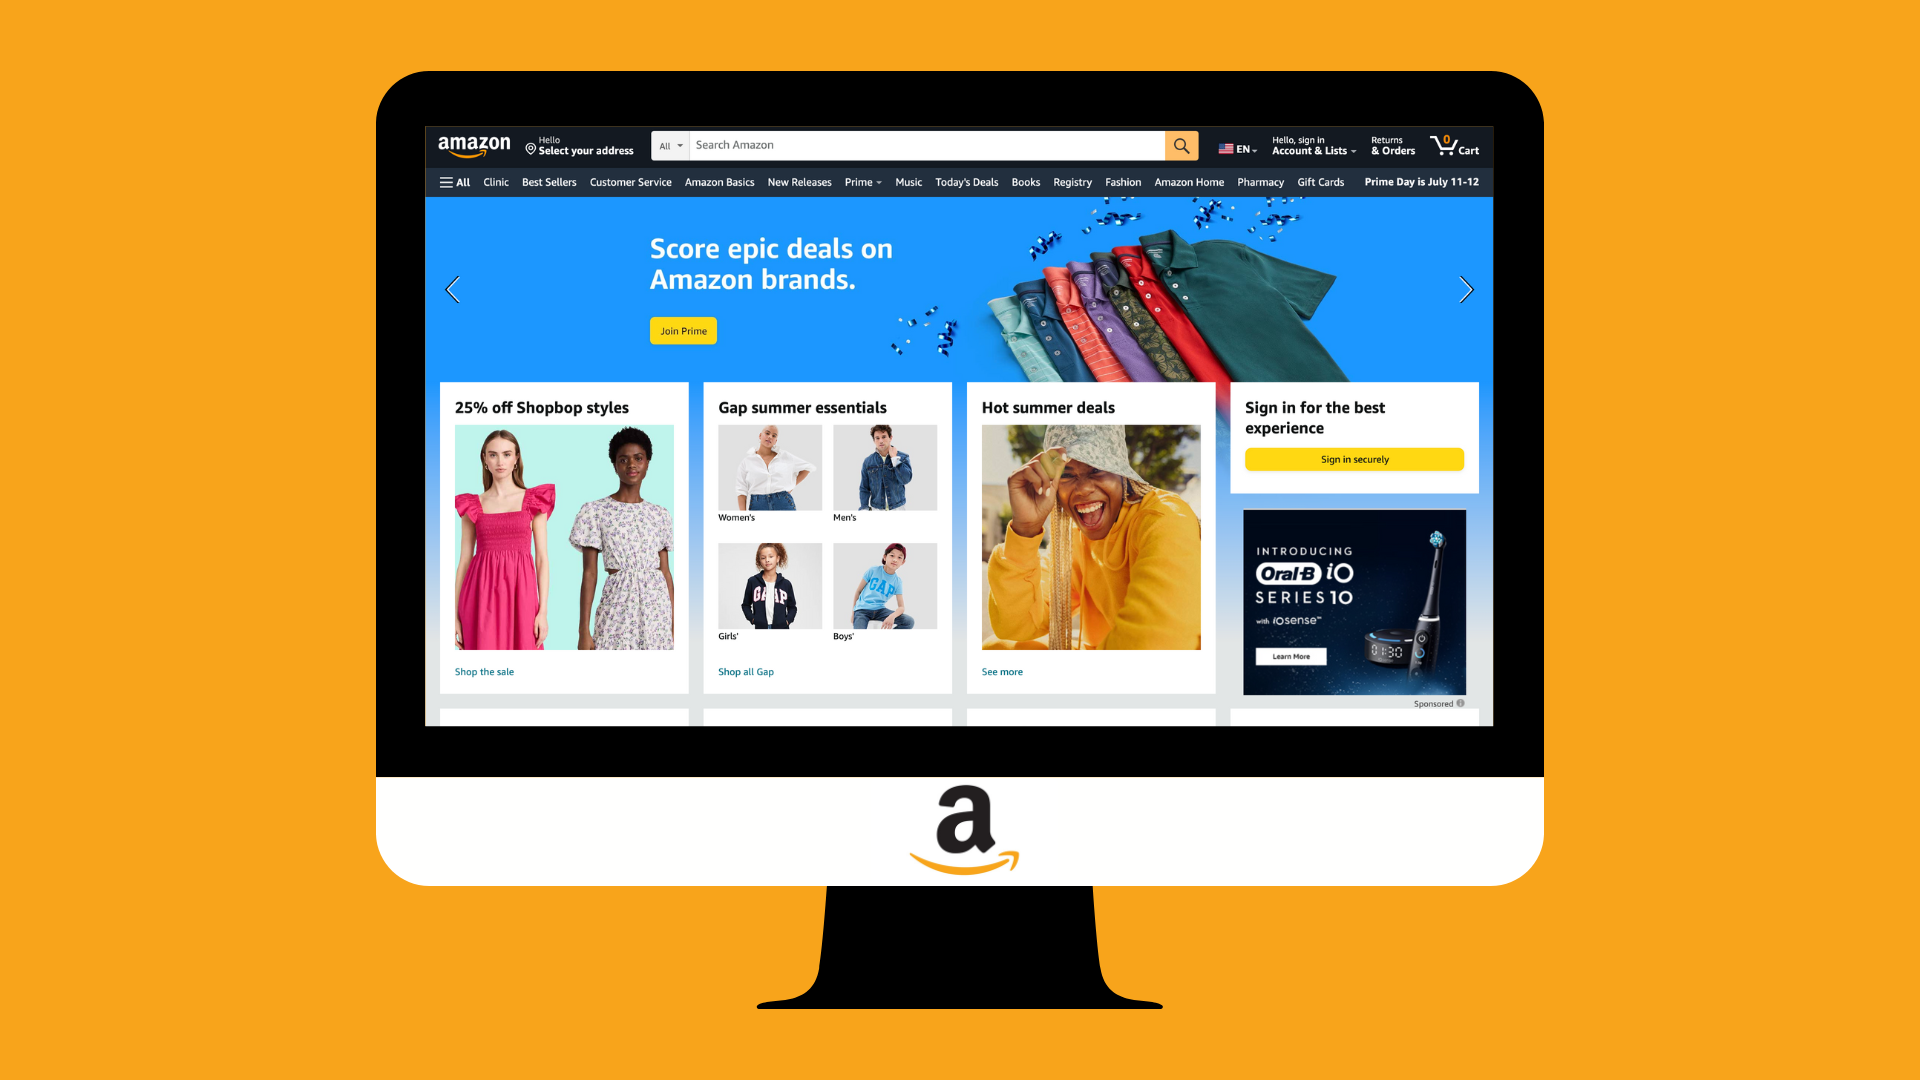 amazon
Hello
Select your address
All
Search Amazon
EN
Hello, sign in
Account & Lists
Returns
& Orders
0
Cart
All
Clinic
Best Sellers
Customer Service
Amazon Basics
New Releases
Prime
Music
Today's Deals
Books
Registry
Fashion
Amazon Home
Pharmacy
Gift Cards
Prime Day is July 11-12
Score epic deals on
Amazon brands.
Join Prime
25% off Shopbop styles
Shop the sale
Gap summer essentials
Women's
Men's
GAP
GAP
Girls'
Boys'
Shop all Gap
Hot summer deals
See more
Sign in for the best
experience
Sign in securely
INTRODUCING
Oral-B iO
SERIES 10
with iOsense™
01:30
Learn More
Sponsored
a